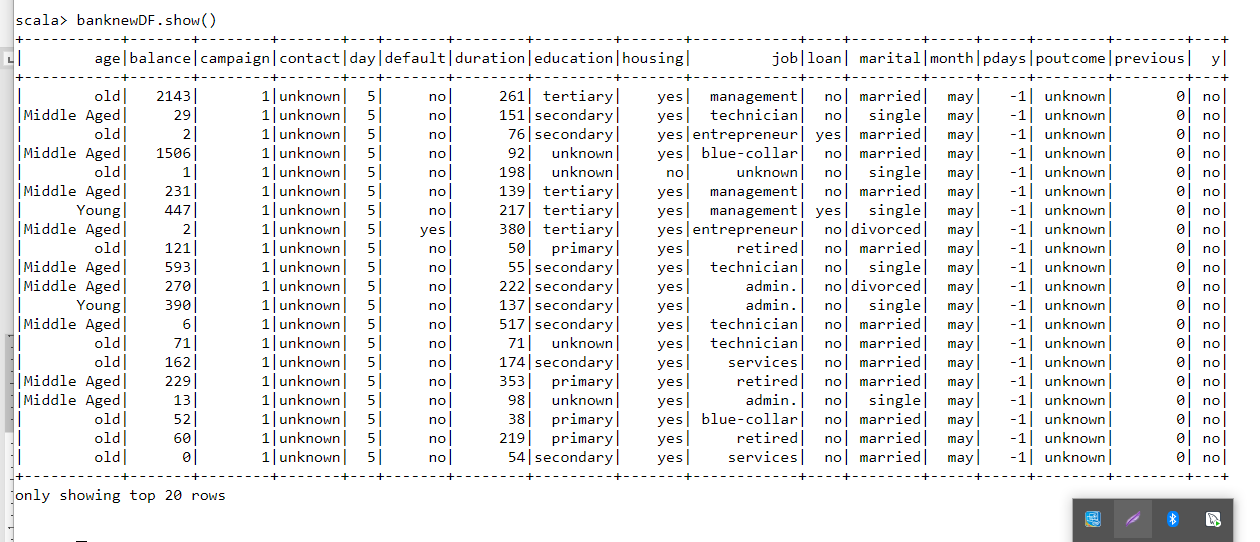 scala> banknewDF.show()
+-----------+-------+--------+-------+---+-------+--------+---------+-------+------------+----+--------+-----+-----+--------+--------+---+
|        age|balance|campaign|contact|day|default|duration|education|housing|         job|loan| marital|month|pdays|poutcome|previous|  y|
+-----------+-------+--------+-------+---+-------+--------+---------+-------+------------+----+--------+-----+-----+--------+--------+---+
|        old|   2143|       1|unknown|  5|     no|     261| tertiary|    yes|  management|  no| married|  may|   -1| unknown|       0| no|
|Middle Aged|     29|       1|unknown|  5|     no|     151|secondary|    yes|  technician|  no|  single|  may|   -1| unknown|       0| no|
|        old|      2|       1|unknown|  5|     no|      76|secondary|    yes|entrepreneur| yes| married|  may|   -1| unknown|       0| no|
|Middle Aged|   1506|       1|unknown|  5|     no|      92|  unknown|    yes| blue-collar|  no| married|  may|   -1| unknown|       0| no|
|        old|      1|       1|unknown|  5|     no|     198|  unknown|     no|     unknown|  no|  single|  may|   -1| unknown|       0| no|
|Middle Aged|    231|       1|unknown|  5|     no|     139| tertiary|    yes|  management|  no| married|  may|   -1| unknown|       0| no|
|      Young|    447|       1|unknown|  5|     no|     217| tertiary|    yes|  management| yes|  single|  may|   -1| unknown|       0| no|
|Middle Aged|      2|       1|unknown|  5|    yes|     380| tertiary|    yes|entrepreneur|  no|divorced|  may|   -1| unknown|       0| no|
|        old|    121|       1|unknown|  5|     no|      50|  primary|    yes|     retired|  no| married|  may|   -1| unknown|       0| no|
|Middle Aged|    593|       1|unknown|  5|     no|      55|secondary|    yes|  technician|  no|  single|  may|   -1| unknown|       0| no|
|Middle Aged|    270|       1|unknown|  5|     no|     222|secondary|    yes|      admin.|  no|divorced|  may|   -1| unknown|       0| no|
|      Young|    390|       1|unknown|  5|     no|     137|secondary|    yes|      admin.|  no|  single|  may|   -1| unknown|       0| no|
|Middle Aged|      6|       1|unknown|  5|     no|     517|secondary|    yes|  technician|  no| married|  may|   -1| unknown|       0| no|
|        old|     71|       1|unknown|  5|     no|      71|  unknown|    yes|  technician|  no| married|  may|   -1| unknown|       0| no|
|        old|    162|       1|unknown|  5|     no|     174|secondary|    yes|    services|  no| married|  may|   -1| unknown|       0| no|
|Middle Aged|    229|       1|unknown|  5|     no|     353|  primary|    yes|     retired|  no| married|  may|   -1| unknown|       0| no|
|Middle Aged|     13|       1|unknown|  5|     no|      98|  unknown|    yes|      admin.|  no|  single|  may|   -1| unknown|       0| no|
|        old|     52|       1|unknown|  5|     no|      38|  primary|    yes| blue-collar|  no| married|  may|   -1| unknown|       0| no|
|        old|     60|       1|unknown|  5|     no|     219|  primary|    yes|     retired|  no| married|  may|   -1| unknown|       0| no|
|        old|      0|       1|unknown|  5|     no|      54|secondary|    yes|    services|  no| married|  may|   -1| unknown|       0| no|
+-----------+-------+--------+-------+---+-------+--------+---------+-------+------------+----+--------+-----+-----+--------+--------+---+
only showing top 20 rows